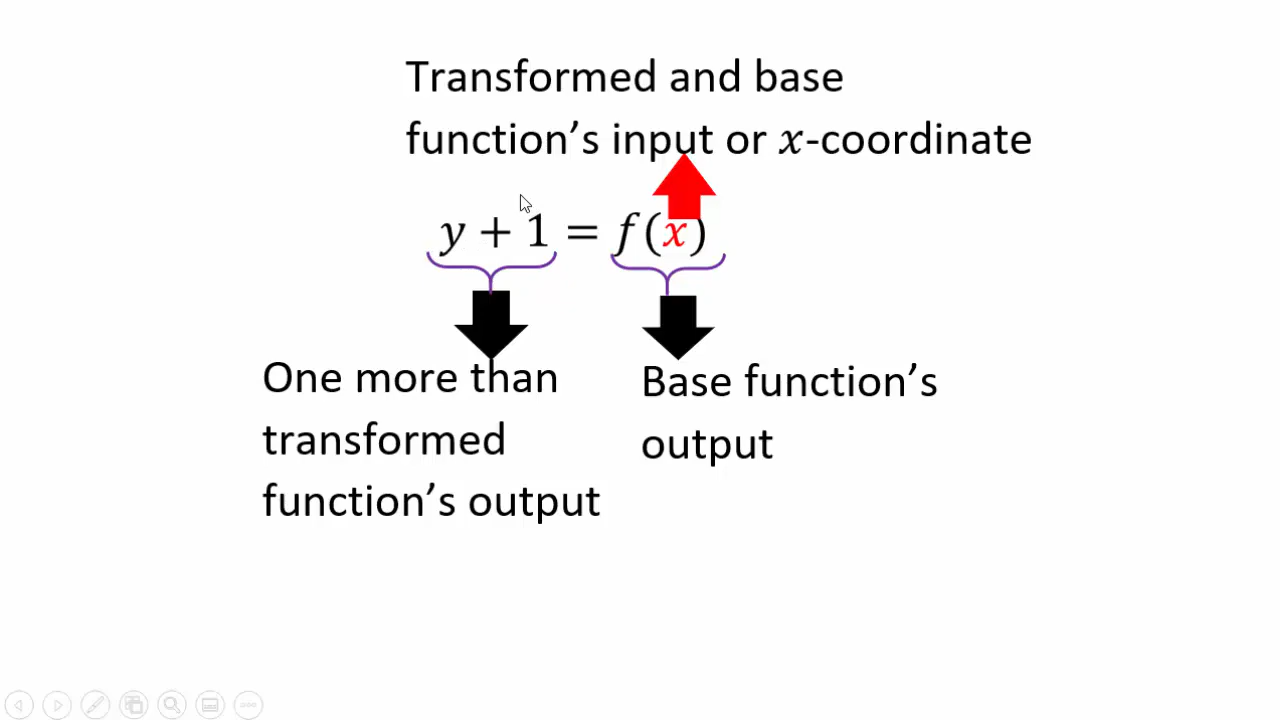 Transformed and base
function’s input or x-coordinate
y + 1 = f(x)
One more than
transformed
function’s output
Base function’s
output